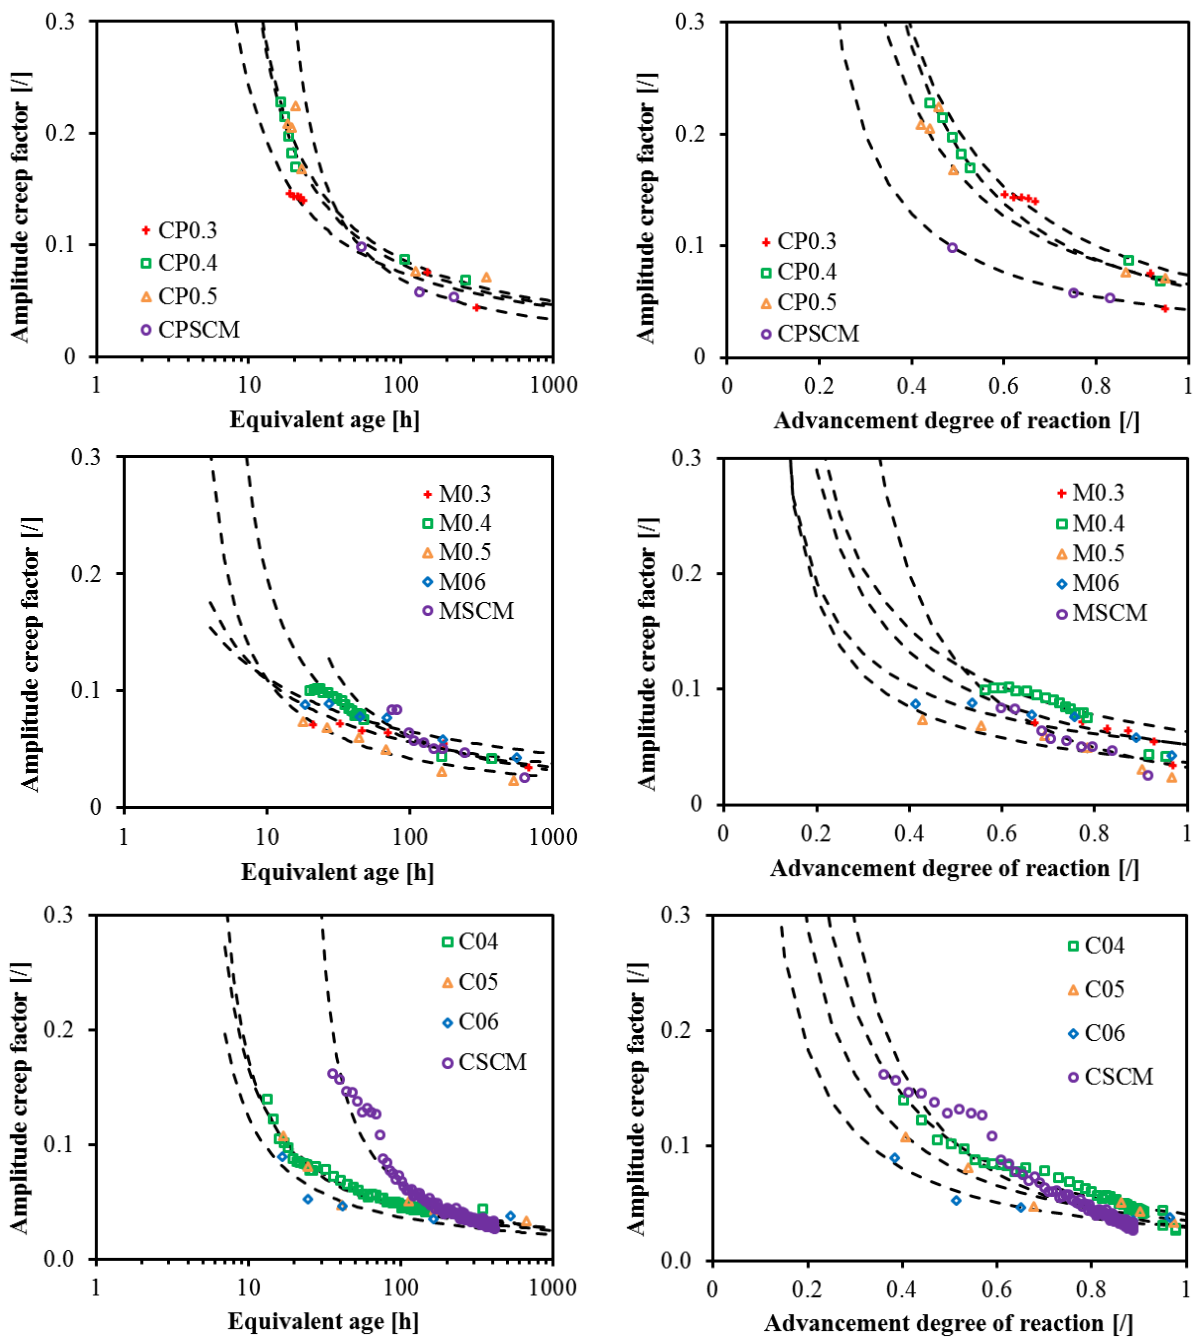 Amplitude creep factor [/]
0.3
0.2
0.1
0
CP0.3
CP0.4
CP0.5
CPSCM
1 10 100 1000
Equivalent age [h]
Amplitude creep factor [/]
0.3
0.2
0.1
0
CP0.3
CP0.4
CP0.5
CPSCM
0 0.2 0.4 0.6 0.8 1
Advancement degree of reaction [/]
Amplitude creep factor [/]
0.3
0.2
0.1
0
M0.3
M0.4
M0.5
M06
MSCM
1 10 100 1000
Equivalent age [h]
Amplitude creep factor [/]
0.3
0.2
0.1
0
M0.3
M0.4
M0.5
M06
MSCM
0 0.2 0.4 0.6 0.8 1
Advancement degree of reaction [/]
Amplitude creep factor [/]
0.3
0.2
0.1
0.0
C04
C05
C06
CSCM
1 10 100 1000
Equivalent age [h]
Amplitude creep factor [/]
0.3
0.2
0.1
0.0
C04
C05
C06
CSCM
0 0.2 0.4 0.6 0.8 1
Advancement degree of reaction [/]